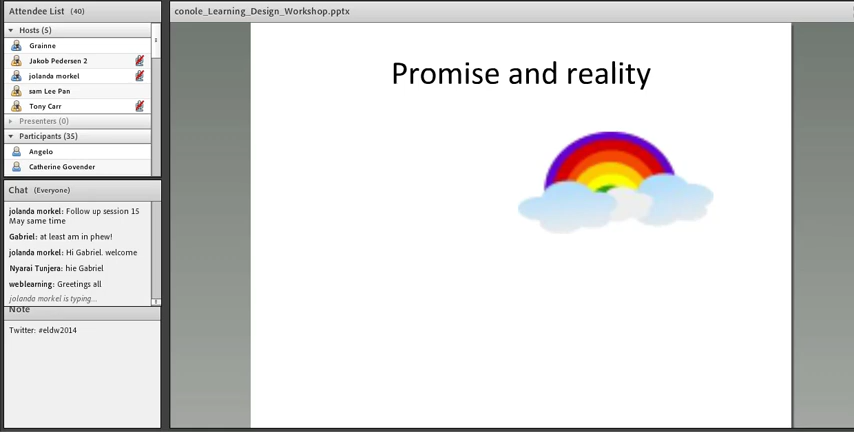 Attendee List (40)
Hosts (5)
Grainne
Jakob Pedersen 2
jolanda morkel
sam Lee Pan
Tony Carr
Presenters (0)
Participants (35)
Angelo
Catherine Govender
Chat (Everyone)
jolanda morkel: Follow up session 15
May same time
Gabriel: at least am in phew!
jolanda morkel: Hi Gabriel. welcome
Nyarai Tunjera: hie Gabriel
weblearning: Greetings all
jolanda morkel is typing...
Note
Twitter: #eldw2014
conole_Learning_Design_Workshop.pptx
Promise and reality